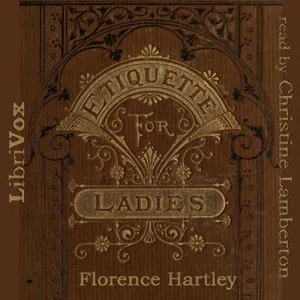 LibriVox
ETIQUETTE
FOR
LADIES
Florence Hartley
read by Christine Lamberton